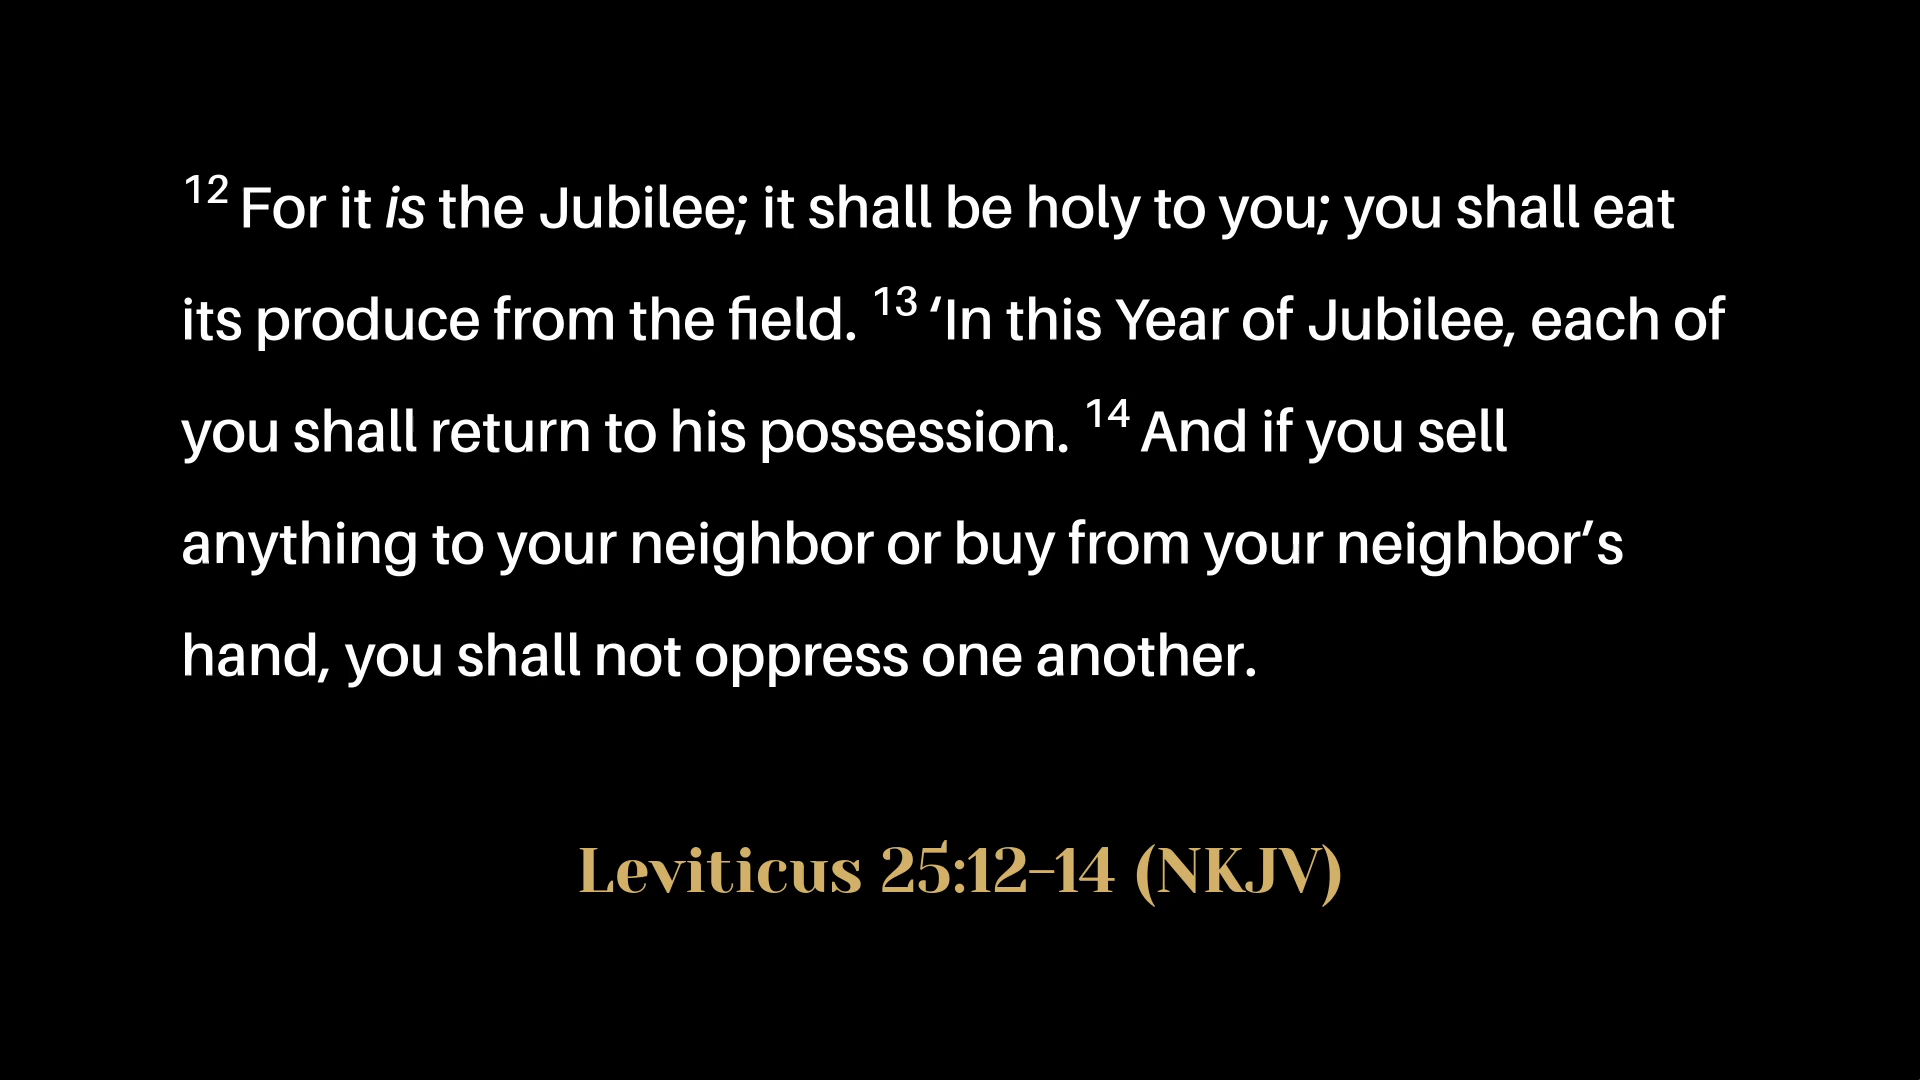 12 For it is the Jubilee; it shall be holy to you; you shall eat
its produce from the field. 13 ‘In this Year of Jubilee, each of
you shall return to his possession. 14 And if you sell
anything to your neighbor or buy from your neighbor’s
hand, you shall not oppress one another.
Leviticus 25:12–14 (NKJV)